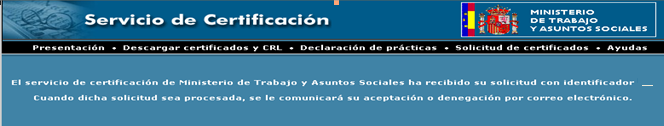 Servicio de Certificación
MINISTERIO
DE TRABAJO
Y ASUNTOS SOCIALES
Presentación • Descargar certificados y CRL • Declaración de prácticas • Solicitud de certificados • Ayudas
El servicio de certificación de Ministerio de Trabajo y Asuntos Sociales ha recibido su solicitud con identificador __
Cuando dicha solicitud sea procesada, se le comunicará su aceptación o denegación por correo electrónico.